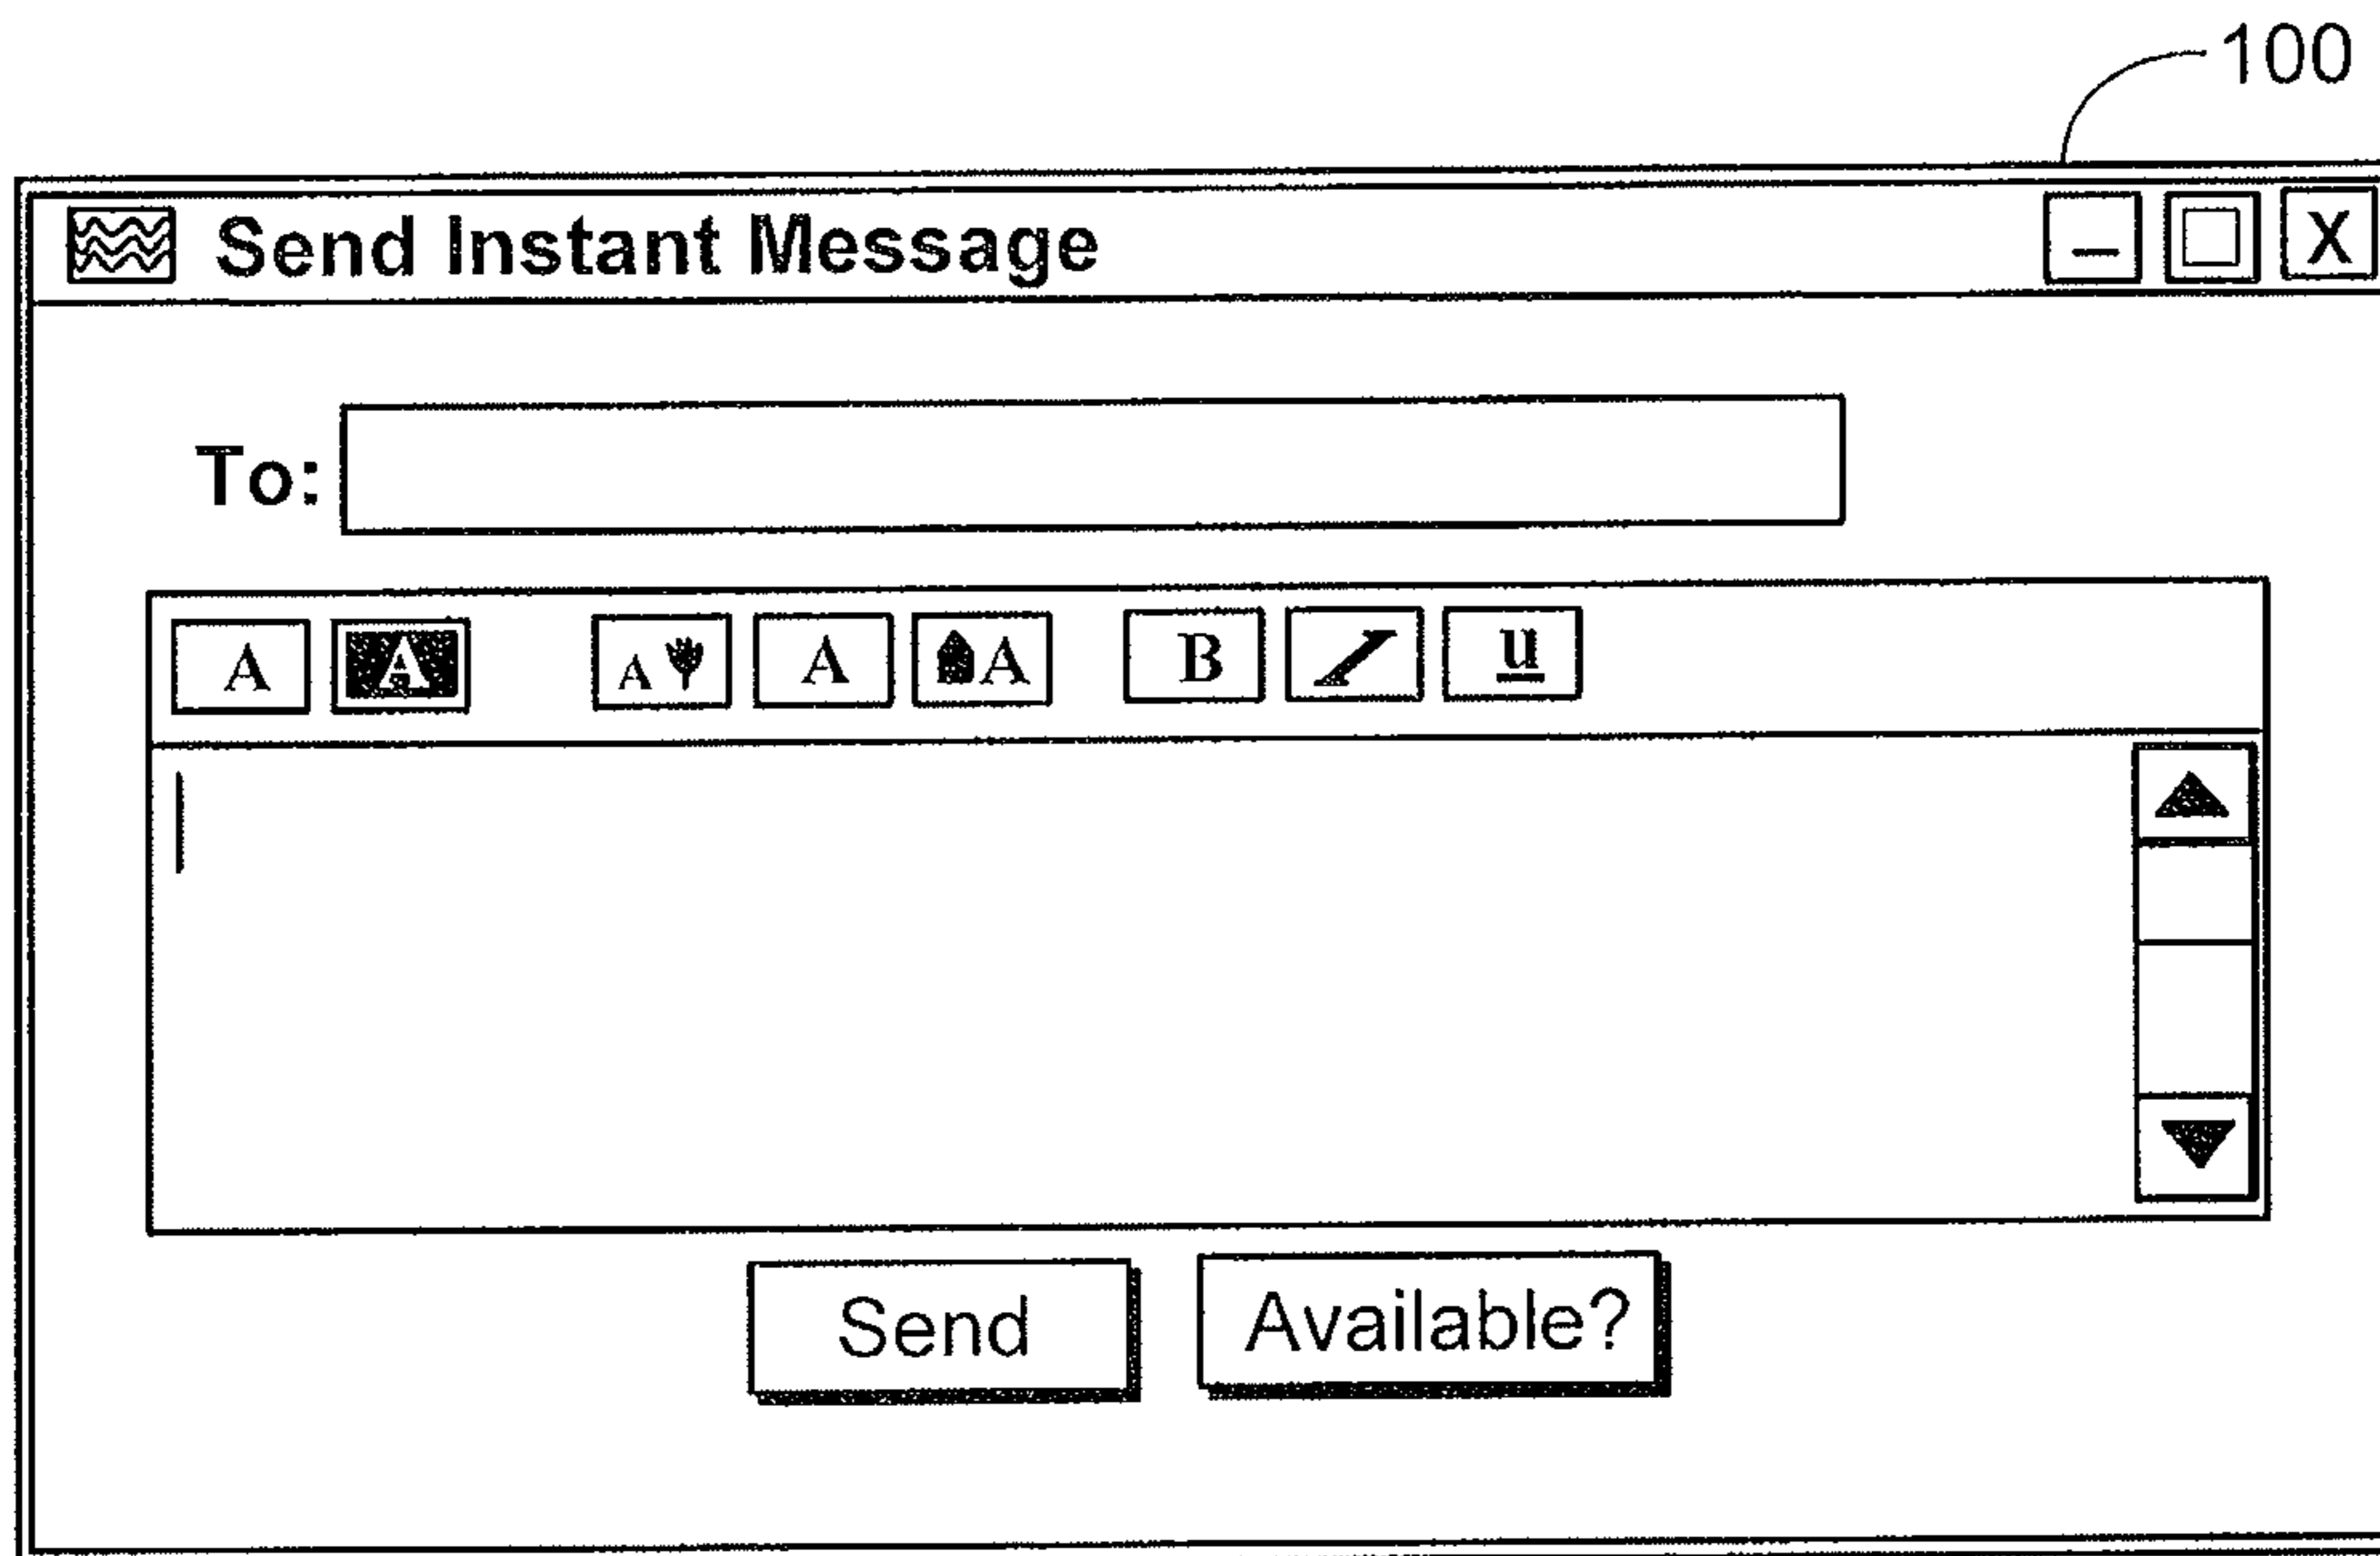 100
Send Instant Message
X
To:
A A A A A B I u
Send Available?